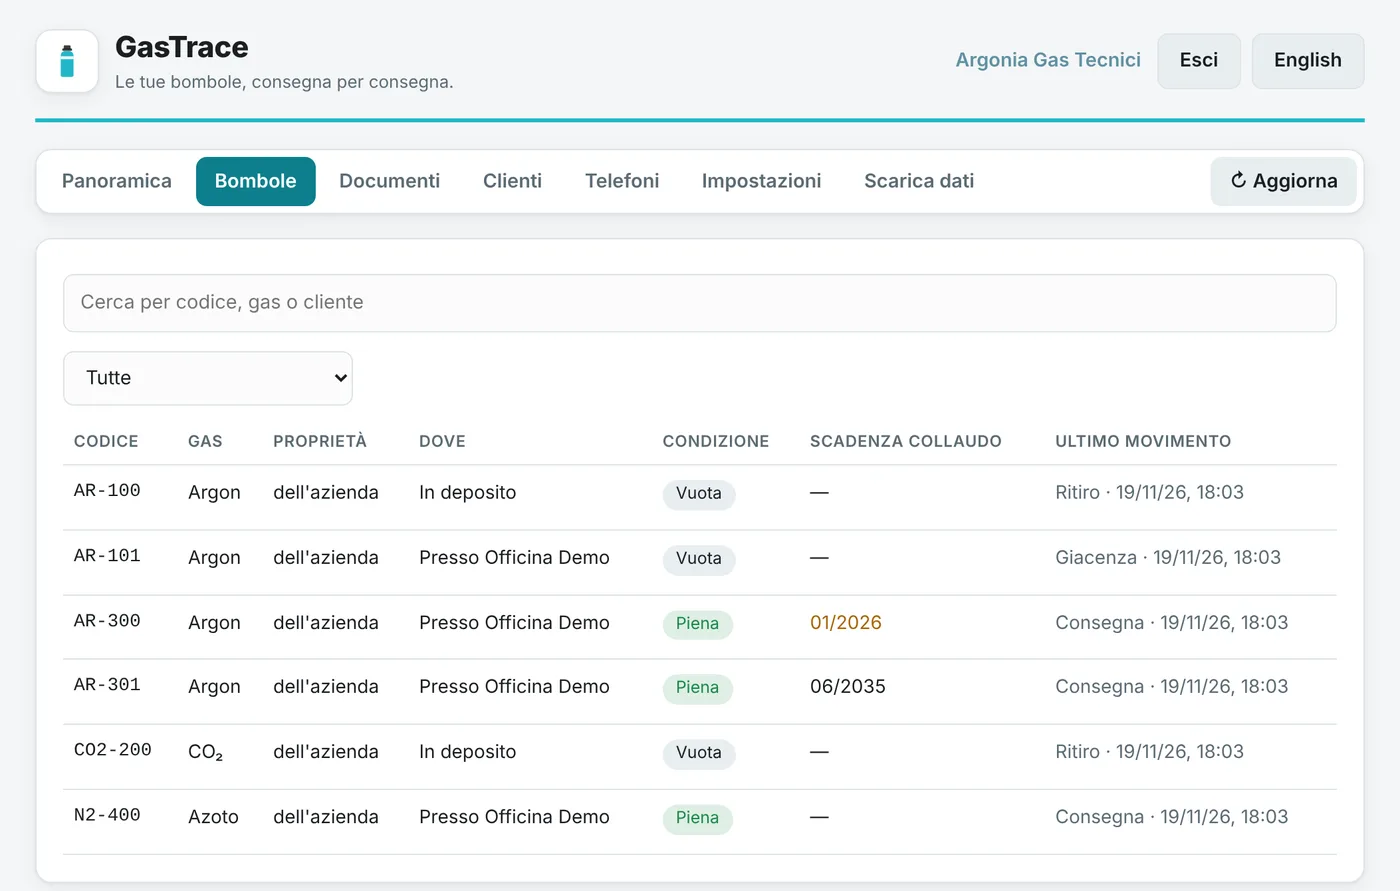 GasTrace
Le tue bombole, consegna per consegna.
Argonia Gas Tecnici
Esci
English
Panoramica
Bombole
Documenti
Clienti
Telefoni
Impostazioni
Scarica dati
↻ Aggiorna
Cerca per codice, gas o cliente
Tutte
CODICE GAS PROPRIETÀ DOVE CONDIZIONE SCADENZA COLLAUDO ULTIMO MOVIMENTO
AR-100 Argon dell'azienda In deposito Vuota — Ritiro · 19/11/26, 18:03
AR-101 Argon dell'azienda Presso Officina Demo Vuota — Giacenza · 19/11/26, 18:03
AR-300 Argon dell'azienda Presso Officina Demo Piena 01/2026 Consegna · 19/11/26, 18:03
AR-301 Argon dell'azienda Presso Officina Demo Piena 06/2035 Consegna · 19/11/26, 18:03
CO2-200 CO₂ dell'azienda In deposito Vuota — Ritiro · 19/11/26, 18:03
N2-400 Azoto dell'azienda Presso Officina Demo Piena — Consegna · 19/11/26, 18:03